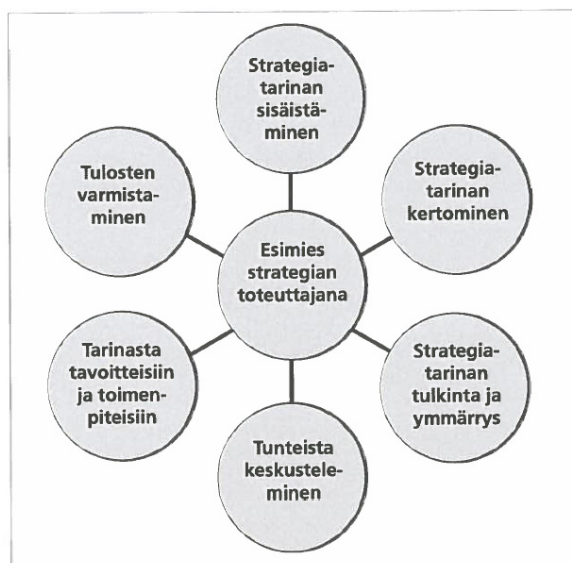 Strategia-
tarinan
sisäistä-
minen
Strategia-
tarinan
kertominen
Strategia-
tarinan
tulkinta ja
ymmärrys
Tunteista
keskustele-
minen
Tarinasta
tavoitteisiin
ja toimen-
piteisiin
Tulosten
varmista-
minen
Esimies
strategian
toteuttajana